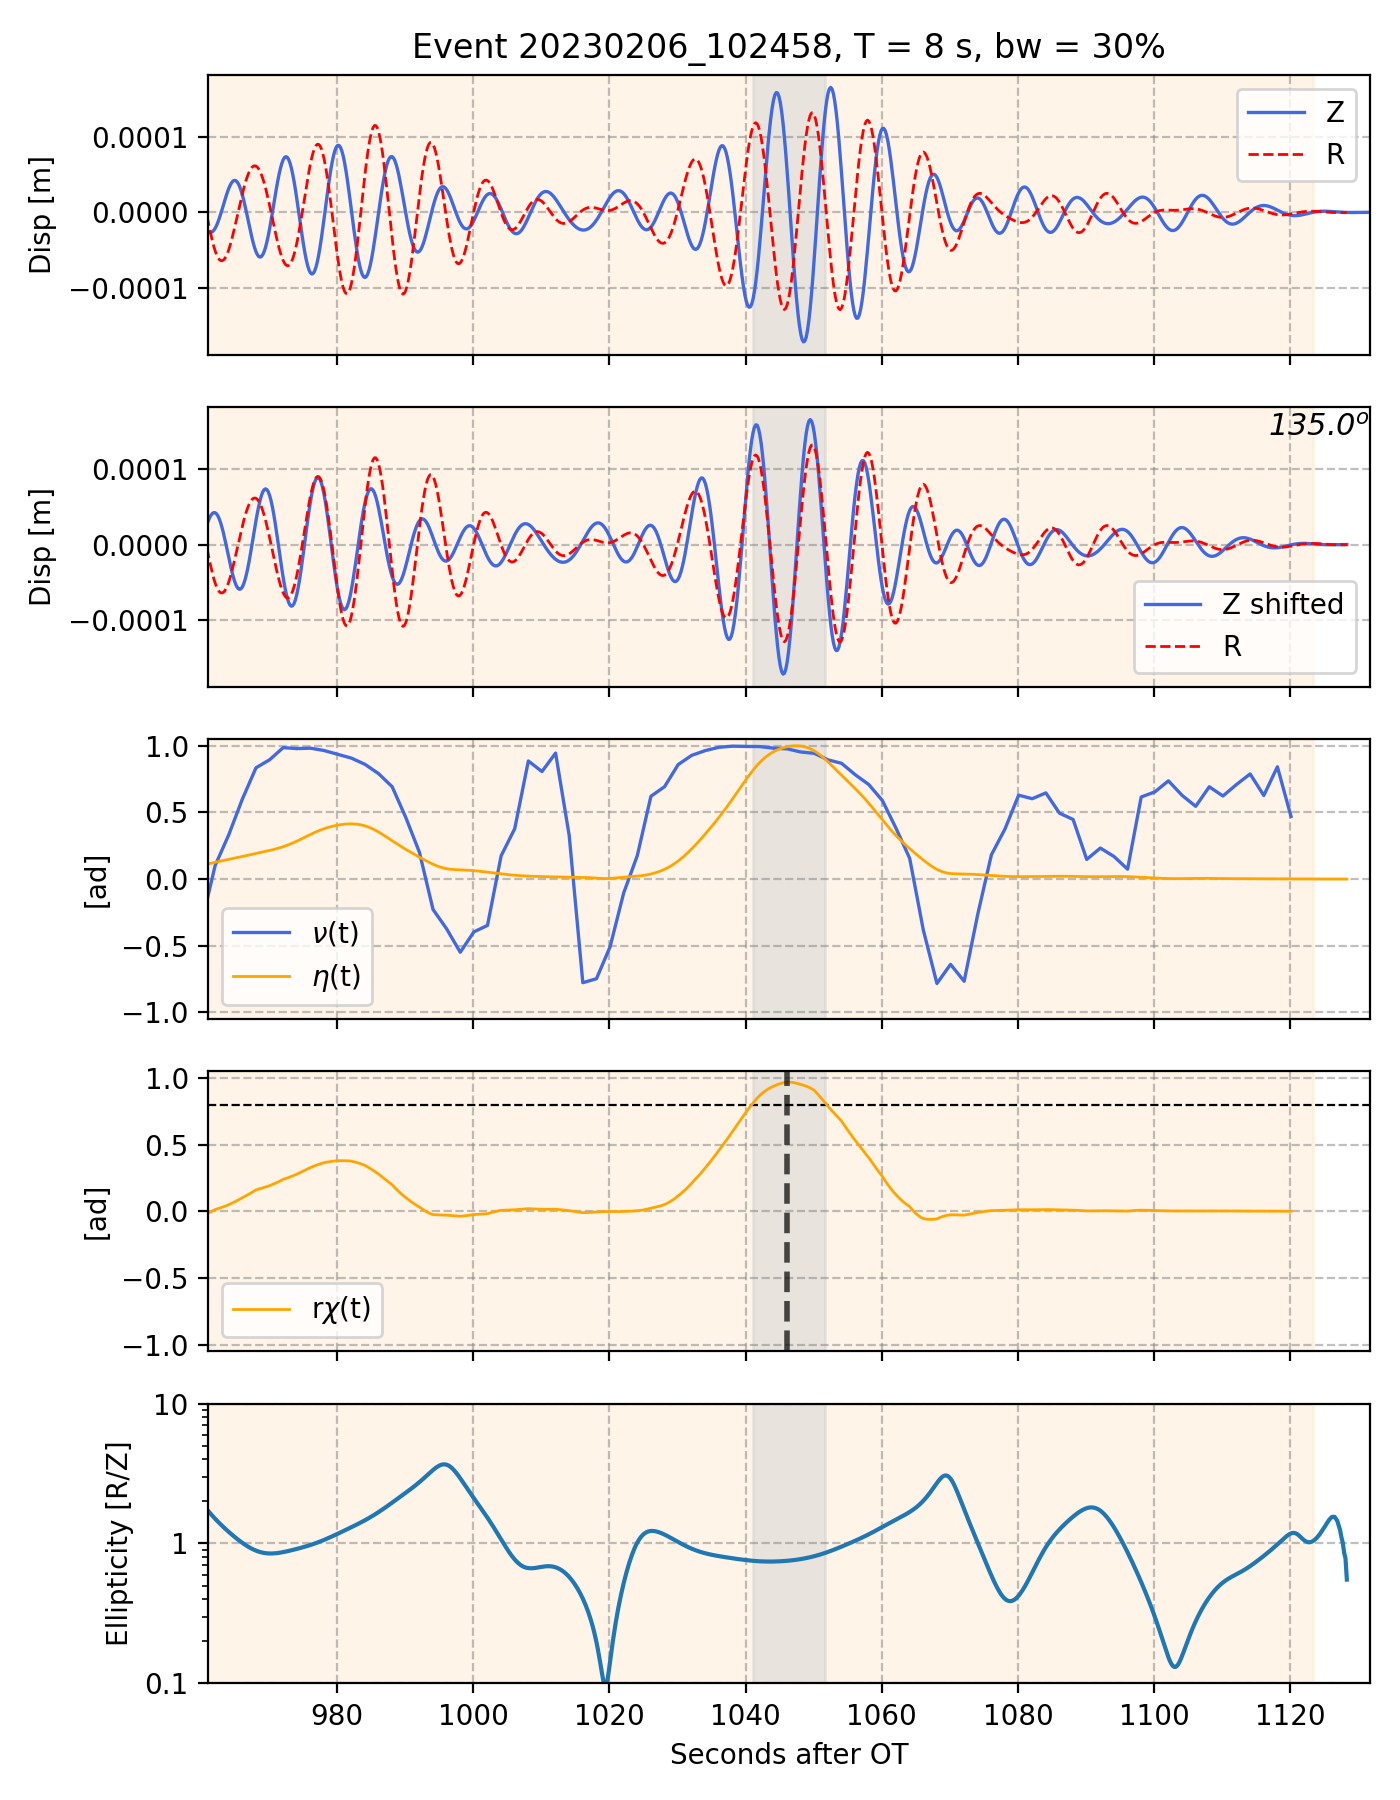 Event 20230206_102458, T = 8 s, bw = 30%
Disp [m]
0.0001
0.0000
−0.0001
Z
R
Disp [m]
0.0001
0.0000
−0.0001
135.0º
Z shifted
R
[ad]
1.0
0.5
0.0
−0.5
−1.0
ν(t)
η(t)
[ad]
1.0
0.5
0.0
−0.5
−1.0
rχ(t)
Ellipticity [R/Z]
10
1
0.1
980 1000 1020 1040 1060 1080 1100 1120
Seconds after OT